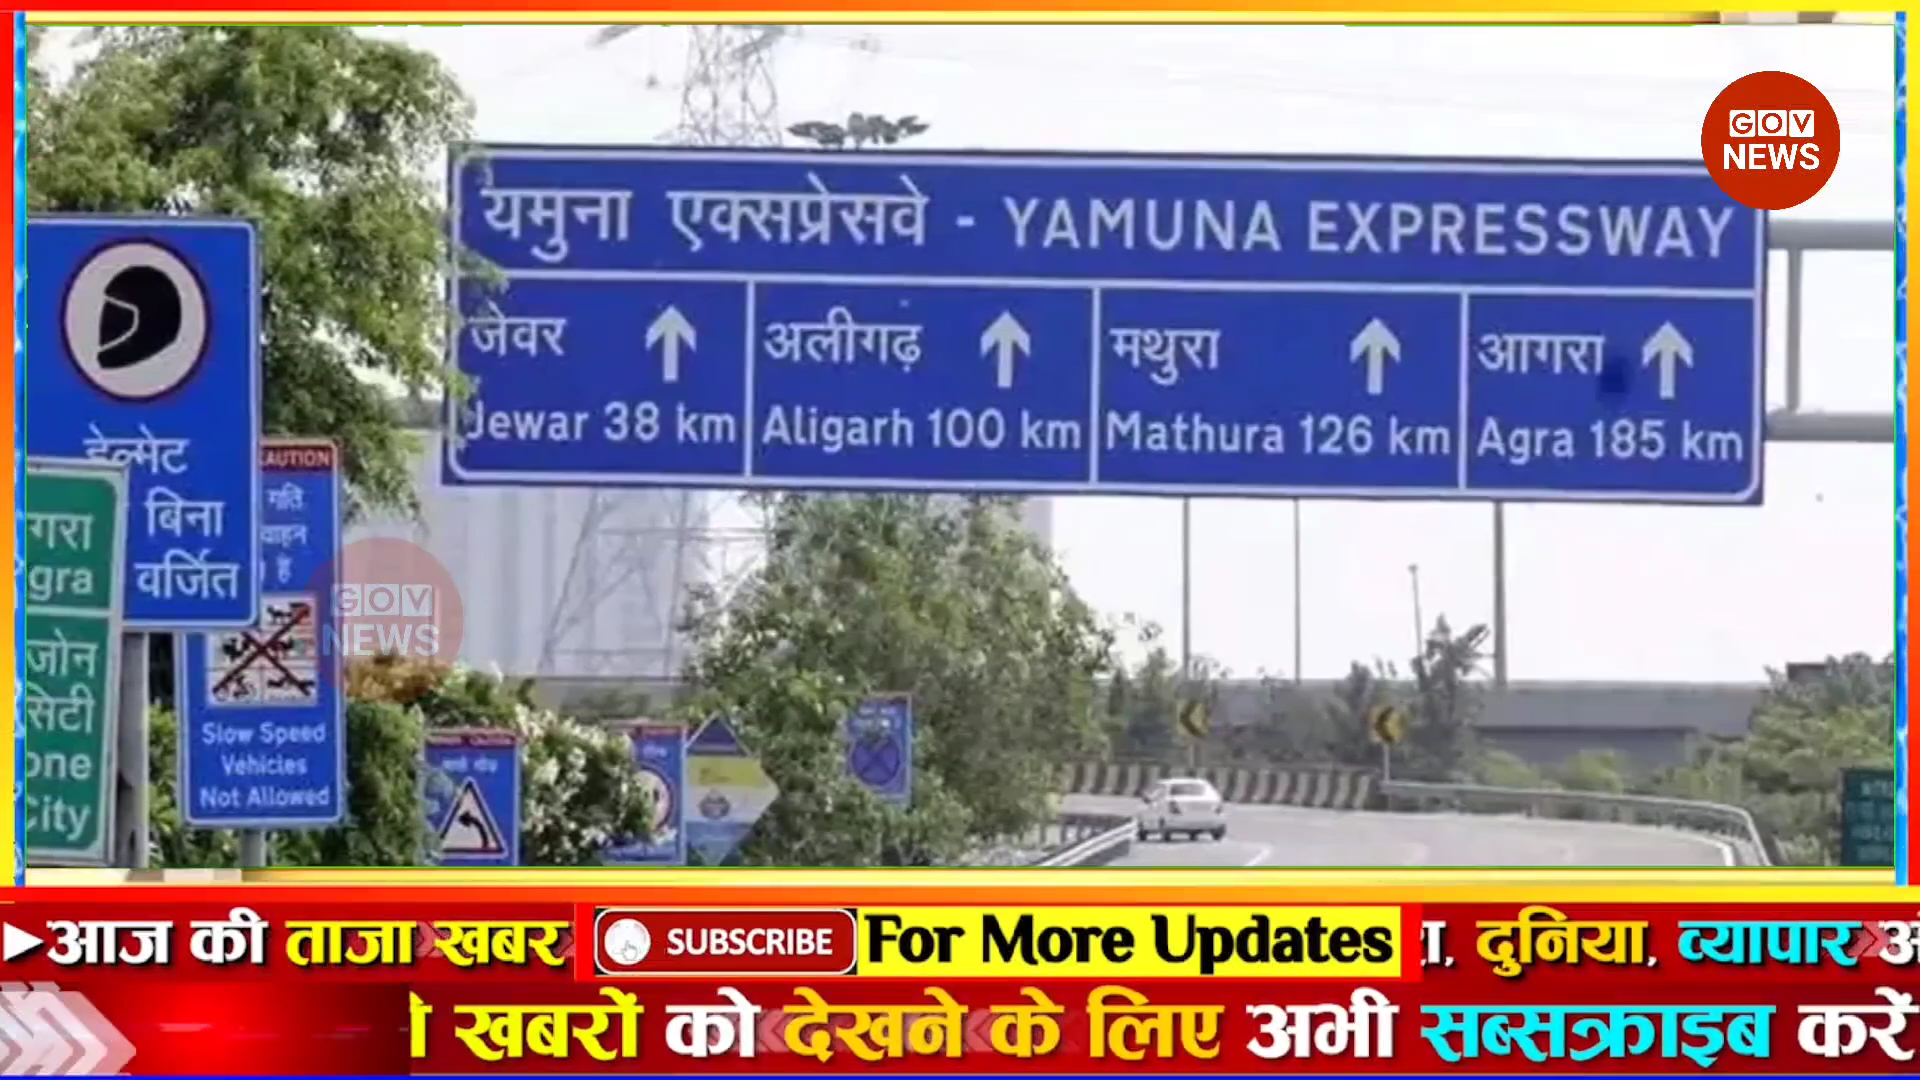 GOV
NEWS
यमुना एक्सप्रेसवे - YAMUNA EXPRESSWAY
जेवर
Jewar 38 km
अलीगढ़
Aligarh 100 km
मथुरा
Mathura 126 km
आगरा
Agra 185 km
हेल्मेट
बिना
वर्जित
CAUTION
गति
वाहन
है
Slow Speed
Vehicles
Not Allowed
गरा
gra
जोन
सिटी
one
City
GOV
NEWS
आज की ताजा खबर
SUBSCRIBE
For More Updates
दुनिया, व्यापार
खबरों को देखने के लिए अभी सब्सक्राइब करें